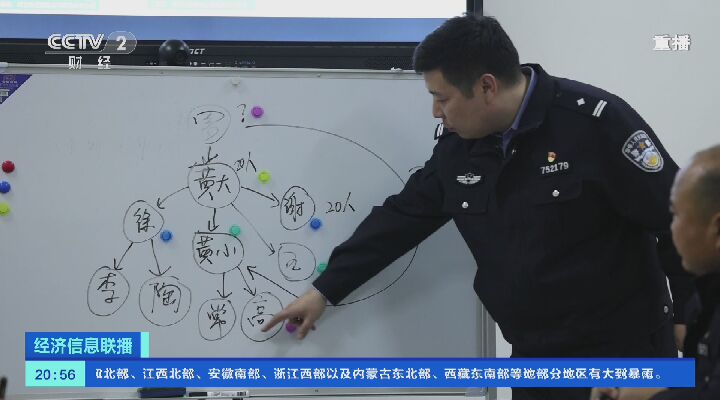 CCTV 2
财经
重播
?
黄大
20人
徐
谢
20人
黄小
李
陶
常
高
752179
经济信息联播
20:56
北部、江西北部、安徽南部、浙江西部以及内蒙古东北部、西藏东南部等地部分地区有大到暴雨。